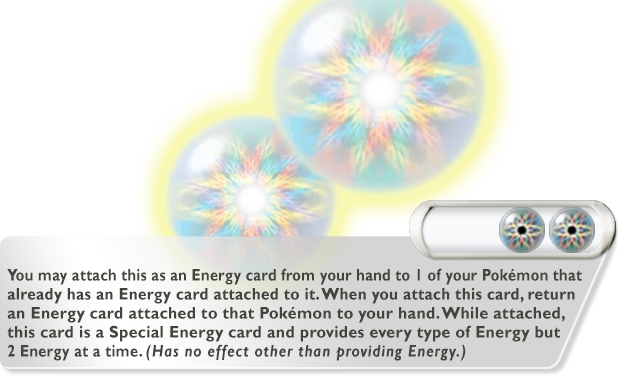 You may attach this as an Energy card from your hand to 1 of your Pokémon that
already has an Energy card attached to it. When you attach this card, return
an Energy card attached to that Pokémon to your hand. While attached,
this card is a Special Energy card and provides every type of Energy but
2 Energy at a time. (Has no effect other than providing Energy.)